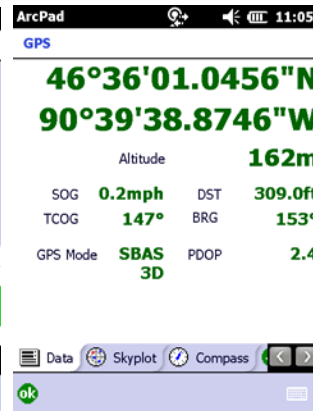 ArcPad 11:05
GPS
46°36'01.0456"N
90°39'38.8746"W
Altitude 162m
SOG 0.2mph DST 309.0ft
TCOG 147° BRG 153°
GPS Mode SBAS 3D PDOP 2.4
Data Skyplot Compass
ok